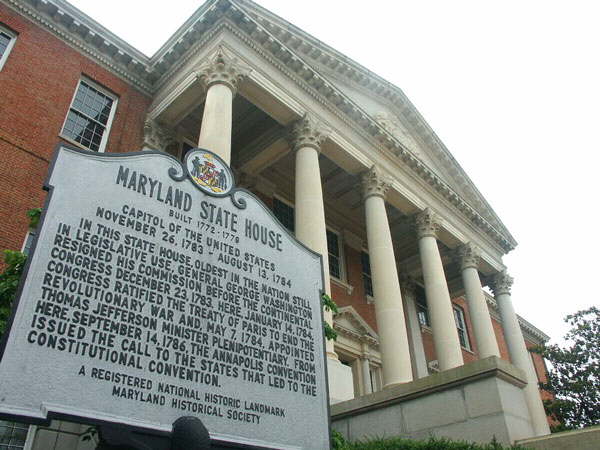 MARYLAND STATE HOUSE
BUILT 1772-1779
CAPITOL OF THE UNITED STATES
NOVEMBER 26, 1783 - AUGUST 13, 1784
IN THIS STATE HOUSE, OLDEST IN THE NATION STILL
IN LEGISLATIVE USE, GENERAL GEORGE WASHINGTON
RESIGNED HIS COMMISSION BEFORE THE CONTINENTAL
CONGRESS DECEMBER 23, 1783. HERE, JANUARY 14, 1784,
CONGRESS RATIFIED THE TREATY OF PARIS TO END THE
REVOLUTIONARY WAR AND, MAY 7, 1784, APPOINTED
THOMAS JEFFERSON MINISTER PLENIPOTENTIARY. FROM
HERE, SEPTEMBER 14, 1786, THE ANNAPOLIS CONVENTION
ISSUED THE CALL TO THE STATES THAT LED TO THE
CONSTITUTIONAL CONVENTION.
A REGISTERED NATIONAL HISTORIC LANDMARK
MARYLAND HISTORICAL SOCIETY